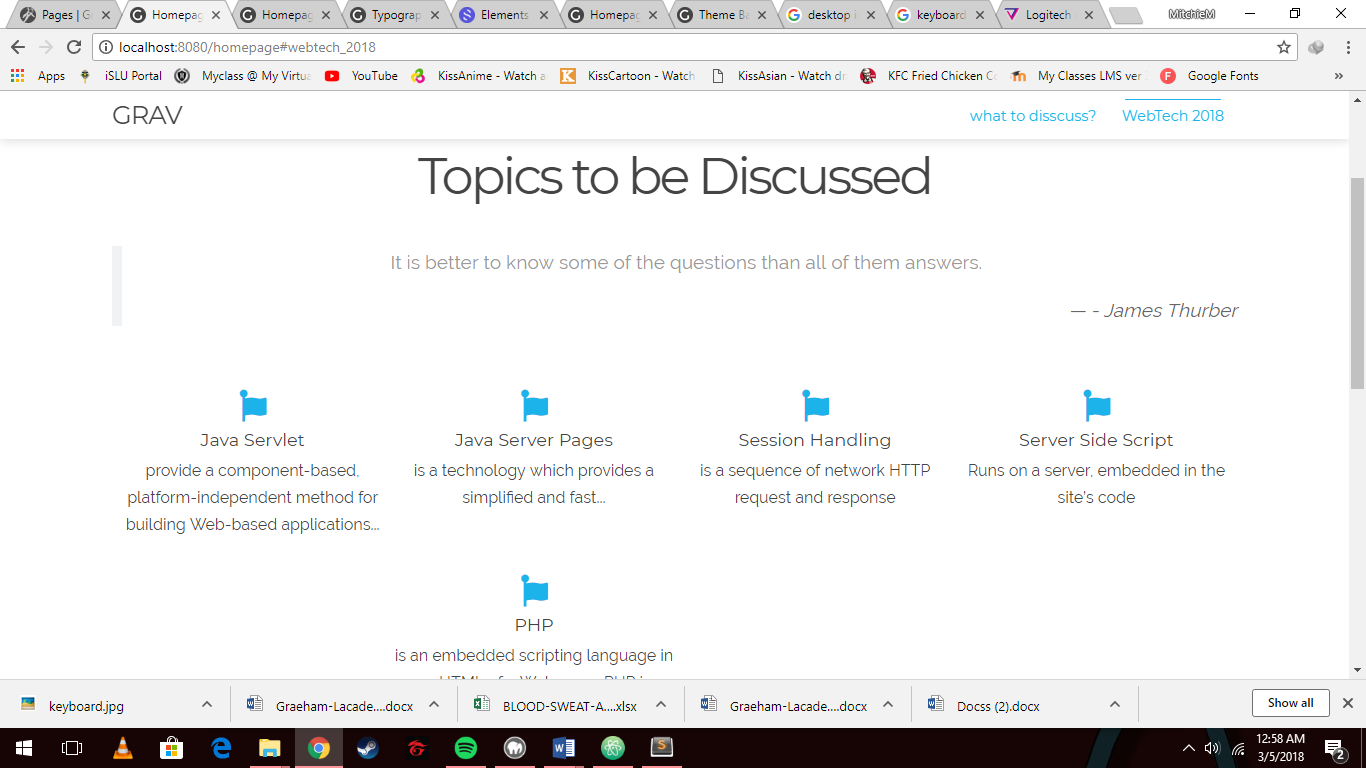 Pages | G
Homepag
Homepag
Typograp
Elements
Homepag
Theme Ba
desktop i
keyboard
Logitech
MitchieM
localhost:8080/homepage#webtech_2018
Apps
iSLU Portal
Myclass @ My Virtua
YouTube
KissAnime - Watch a
KissCartoon - Watch
KissAsian - Watch dr
KFC Fried Chicken Co
My Classes LMS ver
Google Fonts
»
GRAV
what to disscuss?
WebTech 2018
Topics to be Discussed
It is better to know some of the questions than all of them answers.
— - James Thurber
Java Servlet
provide a component-based,
platform-independent method for
building Web-based applications...
Java Server Pages
is a technology which provides a
simplified and fast...
Session Handling
is a sequence of network HTTP
request and response
Server Side Script
Runs on a server, embedded in the
site's code
PHP
is an embedded scripting language in
keyboard.jpg
Graeham-Lacade....docx
BLOOD-SWEAT-A....xlsx
Graeham-Lacade....docx
Docss (2).docx
Show all
12:58 AM
3/5/2018
2